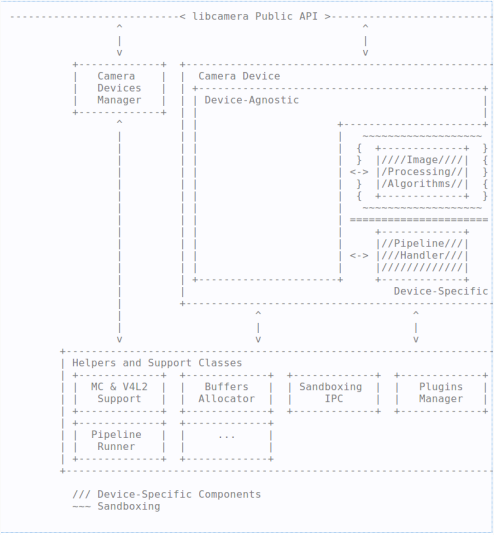 ---------------------------< libcamera Public API >---------------------------
                  ^                                          ^
                  |                                          |
                  v                                          v
           +-------------+  +-------------------------------------------------
           |   Camera    |  |  Camera Device
           |   Devices   |  | +-----------------------------------------------+
           |   Manager   |  | | Device-Agnostic                               |
           +-------------+  | |                                               |
                  ^         | |                       +------------------------+
                  |         | |                       |   ~~~~~~~~~~~~~~~~~~~~~
                  |         | |                       |  {  +-------------+  }
                  |         | |                       |  }  |////Image////|  {
                  |         | |                       | <-> |/Processing//|  }
                  |         | |                       |  }  |/Algorithms//|  {
                  |         | |                       |  {  +-------------+  }
                  |         | |                       |   ~~~~~~~~~~~~~~~~~~~~~
                  |         | |                       | =======================
                  |         | |                       |     +-------------+
                  |         | |                       |     |//Pipeline///|
                  |         | |                       | <-> |///Handler///|
                  |         | |                       |     |/////////////|
                  |         | +-----------------------+     +-------------+
                  |         |                                 Device-Specific
                  |         +-------------------------------------------------
                  |                     ^                         ^
                  |                     |                         |
                  v                     v                         v
         +--------------------------------------------------------------------
         | Helpers and Support Classes
         | +-------------+  +-------------+  +-------------+  +-------------+
         | |  MC & V4L2  |  |   Buffers   |  | Sandboxing  |  |   Plugins   |
         | |   Support   |  |  Allocator  |  |     IPC     |  |   Manager   |
         | +-------------+  +-------------+  +-------------+  +-------------+
         | +-------------+  +-------------+
         | |  Pipeline   |  |     ...     |
         | |   Runner    |  |             |
         | +-------------+  +-------------+
         +--------------------------------------------------------------------
           /// Device-Specific Components
           ~~~ Sandboxing